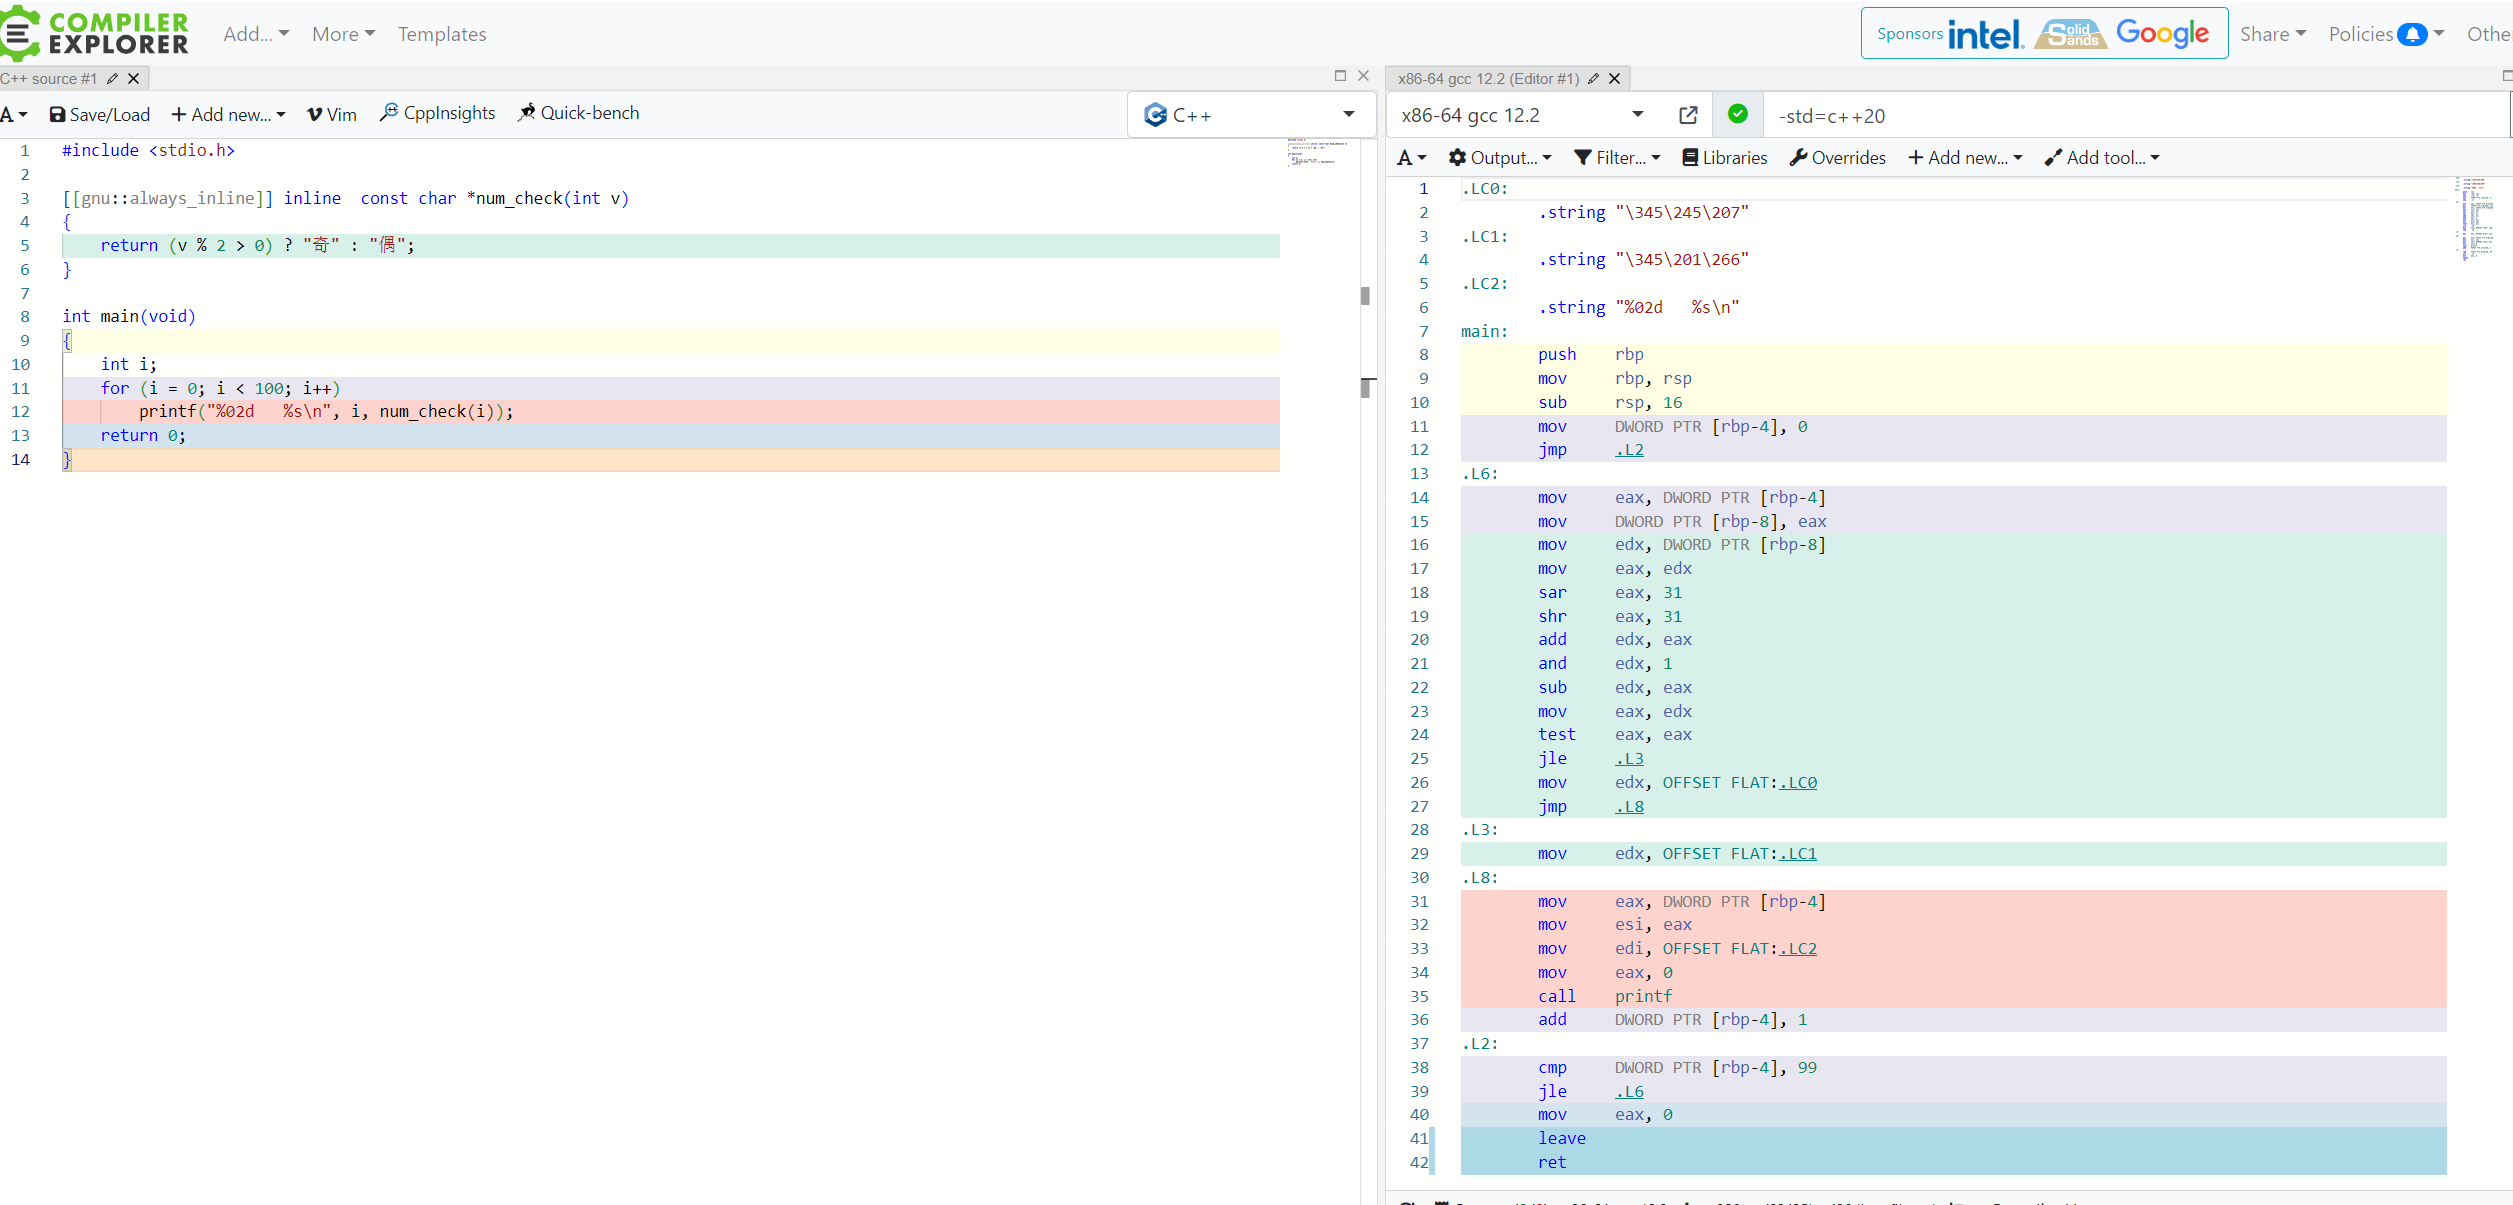 COMPILER EXPLORER
Add... More Templates
Sponsors intel. Solid Sands Google Share Policies
C++ source #1
A Save/Load + Add new... Vim CppInsights Quick-bench
C++
1 #include <stdio.h>
2
3 [[gnu::always_inline]] inline  const char *num_check(int v)
4 {
5     return (v % 2 > 0) ? "奇" : "偶";
6 }
7
8 int main(void)
9 {
10     int i;
11     for (i = 0; i < 100; i++)
12         printf("%02d   %s\n", i, num_check(i));
13     return 0;
14 }
x86-64 gcc 12.2 (Editor #1)
x86-64 gcc 12.2
-std=c++20
A Output... Filter... Libraries Overrides + Add new... Add tool...
1 .LC0:
2         .string "\345\245\207"
3 .LC1:
4         .string "\345\201\266"
5 .LC2:
6         .string "%02d   %s\n"
7 main:
8         push    rbp
9         mov     rbp, rsp
10         sub     rsp, 16
11         mov     DWORD PTR [rbp-4], 0
12         jmp     .L2
13 .L6:
14         mov     eax, DWORD PTR [rbp-4]
15         mov     DWORD PTR [rbp-8], eax
16         mov     edx, DWORD PTR [rbp-8]
17         mov     eax, edx
18         sar     eax, 31
19         shr     eax, 31
20         add     edx, eax
21         and     edx, 1
22         sub     edx, eax
23         mov     eax, edx
24         test    eax, eax
25         jle     .L3
26         mov     edx, OFFSET FLAT:.LC0
27         jmp     .L8
28 .L3:
29         mov     edx, OFFSET FLAT:.LC1
30 .L8:
31         mov     eax, DWORD PTR [rbp-4]
32         mov     esi, eax
33         mov     edi, OFFSET FLAT:.LC2
34         mov     eax, 0
35         call    printf
36         add     DWORD PTR [rbp-4], 1
37 .L2:
38         cmp     DWORD PTR [rbp-4], 99
39         jle     .L6
40         mov     eax, 0
41         leave
42         ret